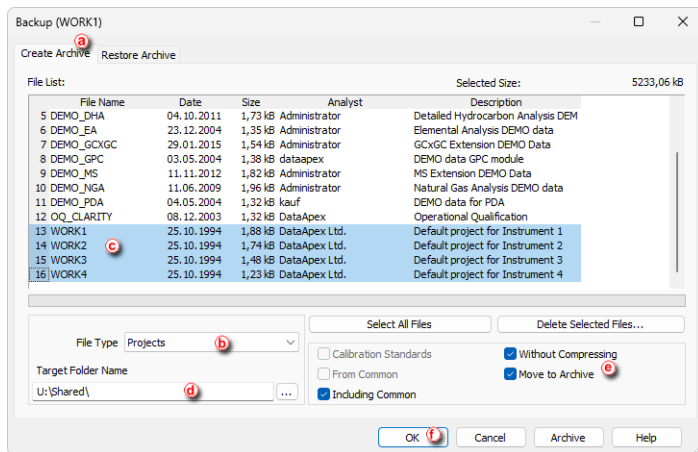 Backup (WORK1)
a
Create Archive Restore Archive
File List: Selected Size: 5233,06 kB
File Name Date Size Analyst Description
5 DEMO_DHA 04.10.2011 1,73 kB Administrator Detailed Hydrocarbon Analysis DEM
6 DEMO_EA 23.12.2004 1,35 kB Administrator Elemental Analysis DEMO data
7 DEMO_GCXGC 29.01.2015 1,54 kB Administrator GCxGC Extension DEMO Data
8 DEMO_GPC 03.05.2004 1,38 kB dataapex DEMO data GPC module
9 DEMO_MS 11.11.2012 1,82 kB Administrator MS Extension DEMO Data
10 DEMO_NGA 11.06.2009 1,96 kB Administrator Natural Gas Analysis DEMO data
11 DEMO_PDA 04.05.2004 1,32 kB kauf DEMO data for PDA
12 OQ_CLARITY 08.12.2003 1,32 kB DataApex Operational Qualification
13 WORK1 25.10.1994 1,88 kB DataApex Ltd. Default project for Instrument 1
14 WORK2 c 25.10.1994 1,74 kB DataApex Ltd. Default project for Instrument 2
15 WORK3 25.10.1994 1,48 kB DataApex Ltd. Default project for Instrument 3
16 WORK4 25.10.1994 1,23 kB DataApex Ltd. Default project for Instrument 4
Select All Files Delete Selected Files...
File Type Projects b
Calibration Standards Without Compressing
Target Folder Name From Common Move to Archive e
U:\Shared\ d ... Including Common
OK f Cancel Archive Help